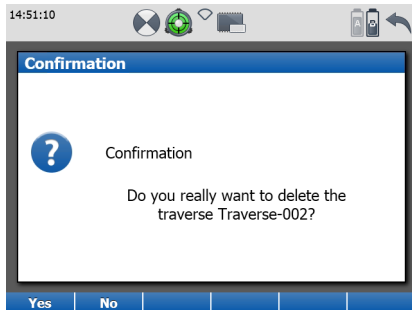 14:51:10
Confirmation
Confirmation
Do you really want to delete the
traverse Traverse-002?
Yes No